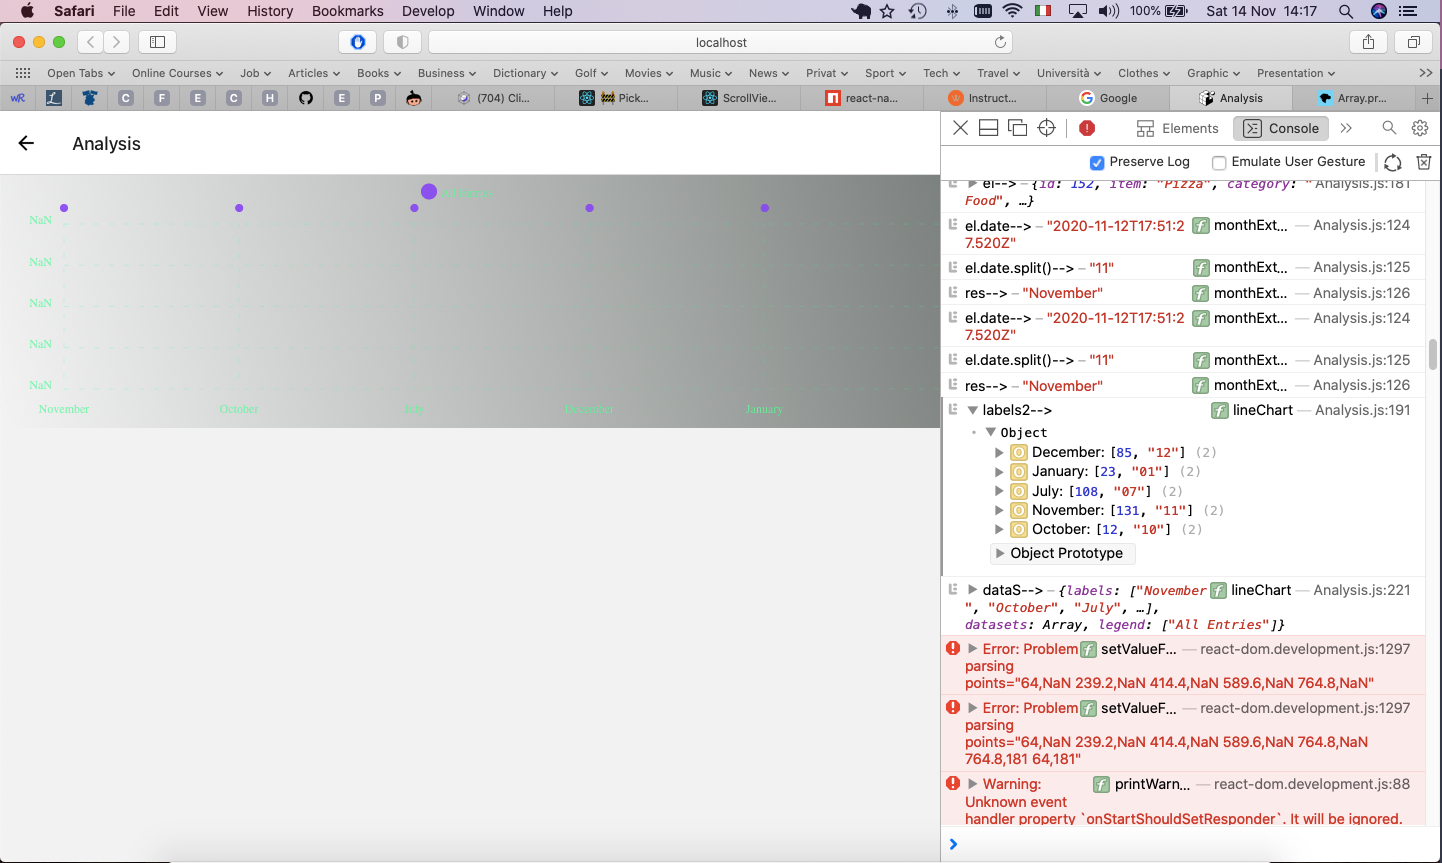 Safari File Edit View History Bookmarks Develop Window Help 100% Sat 14 Nov 14:17
localhost
Open Tabs Online Courses Job Articles Books Business Dictionary Golf Movies Music News Privat Sport Tech Travel Università Clothes Graphic Presentation
wR L C F E C H E P (704) Cli... Pick... ScrollVie... react-na... Instruct... Google Analysis Array.pr...
Analysis
NaN
NaN
NaN
NaN
NaN
November October July December January
Elements Console
Preserve Log Emulate User Gesture
el--> – {id: 152, item: "Pizza", category: " Analysis.js:181
Food", …}
el.date--> – "2020-11-12T17:51:2 f monthExt... — Analysis.js:124
7.520Z"
el.date.split()--> – "11" f monthExt... — Analysis.js:125
res--> – "November" f monthExt... — Analysis.js:126
el.date--> – "2020-11-12T17:51:2 f monthExt... — Analysis.js:124
7.520Z"
el.date.split()--> – "11" f monthExt... — Analysis.js:125
res--> – "November" f monthExt... — Analysis.js:126
labels2--> f lineChart — Analysis.js:191
Object
O December: [85, "12"] (2)
O January: [23, "01"] (2)
O July: [108, "07"] (2)
O November: [131, "11"] (2)
O October: [12, "10"] (2)
Object Prototype
dataS--> – {labels: ["November f lineChart — Analysis.js:221
", "October", "July", …],
datasets: Array, legend: ["All Entries"]}
Error: Problem f setValueF... — react-dom.development.js:1297
parsing
points="64,NaN 239.2,NaN 414.4,NaN 589.6,NaN 764.8,NaN"
Error: Problem f setValueF... — react-dom.development.js:1297
parsing
points="64,NaN 239.2,NaN 414.4,NaN 589.6,NaN 764.8,NaN
764.8,181 64,181"
Warning: f printWarn... — react-dom.development.js:88
Unknown event
handler property `onStartShouldSetResponder`. It will be ignored.